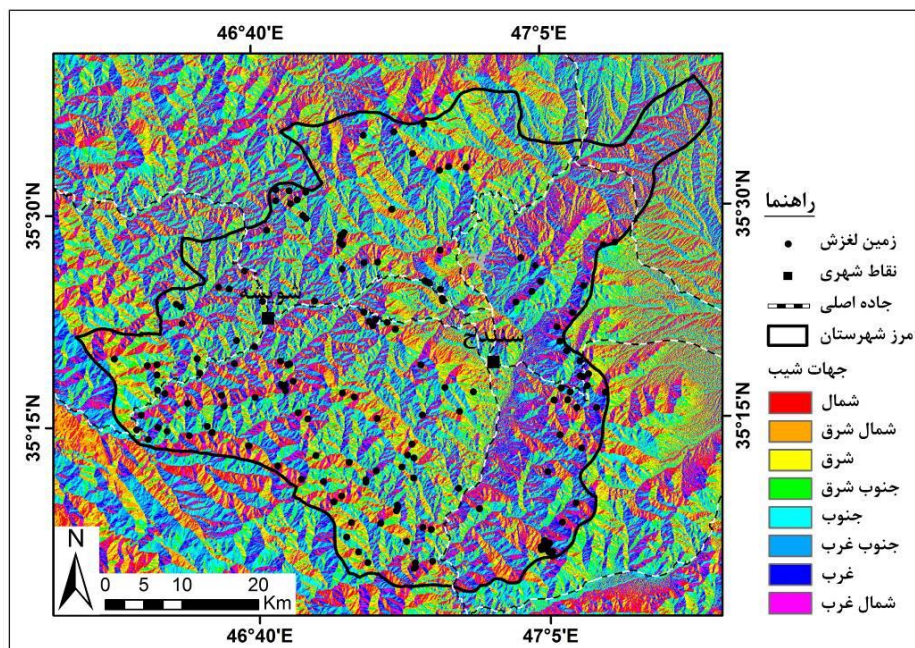 46°40'E
47°5'E
35°30'N
35°15'N
35°30'N
35°15'N
شویشه
سنندج
N
0 5 10 20
Km
46°40'E
47°5'E
راهنما
زمین لغزش
نقاط شهری
جاده اصلی
مرز شهرستان
جهات شیب
شمال
شمال شرق
شرق
جنوب شرق
جنوب
جنوب غرب
غرب
شمال غرب